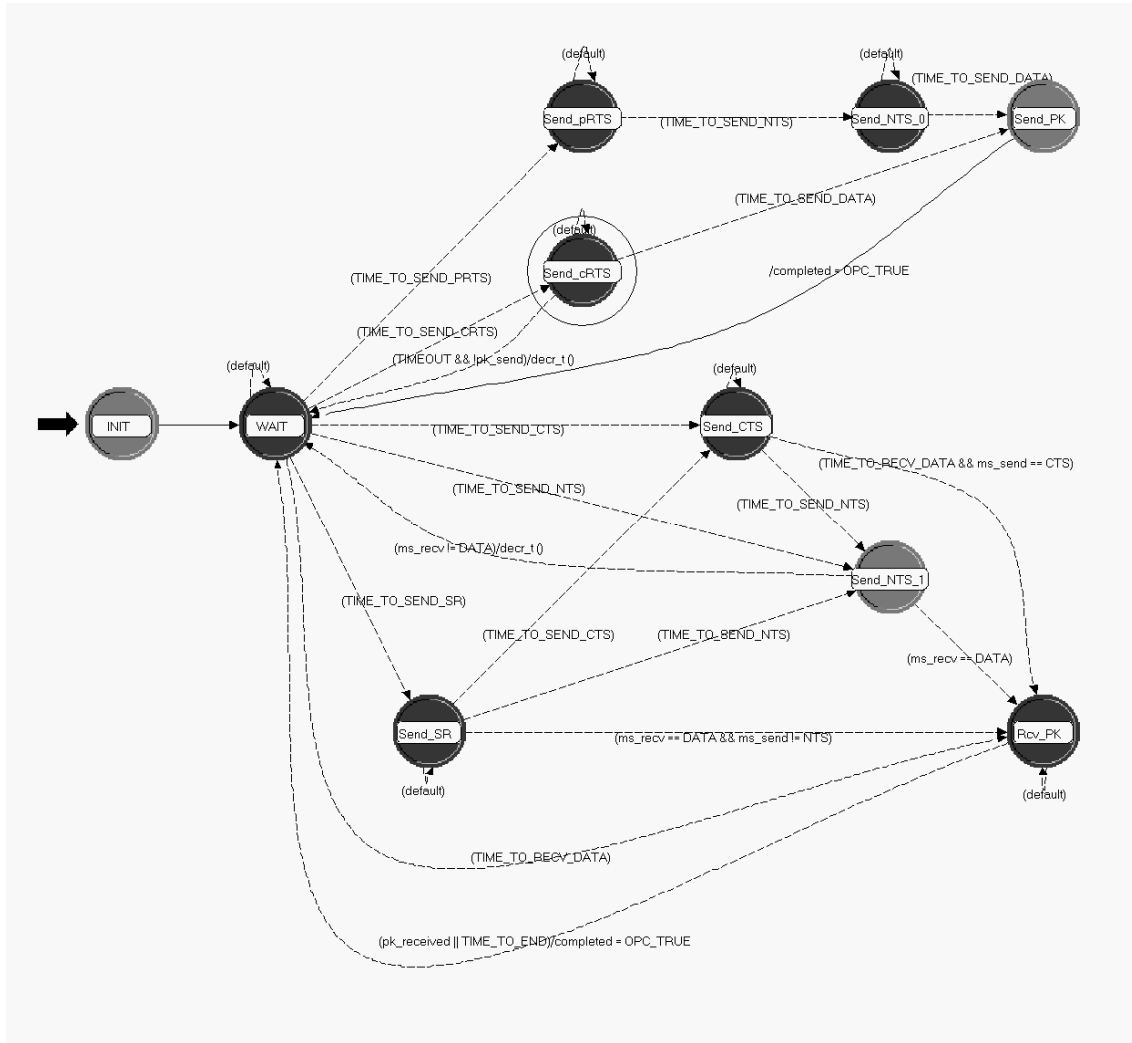 (default)
(default)
(TIME_TO_SEND_DATA)
Send_pRTS
(TIME_TO_SEND_NTS)
Send_NTS_0
Send_PK
(TIME_TO_SEND_DATA)
(default)
Send_cRTS
(TIME_TO_SEND_PRTS)
/completed = OPC_TRUE
(TIME_TO_SEND_CRTS)
(TIMEOUT && !pk_send)/decr_t ()
(default)
(default)
INIT
WAIT
(TIME_TO_SEND_CTS)
Send_CTS
(TIME_TO_RECV_DATA && ms_send == CTS)
(TIME_TO_SEND_NTS)
(TIME_TO_SEND_NTS)
(ms_recv != DATA)/decr_t ()
Send_NTS_1
(TIME_TO_SEND_SR)
(TIME_TO_SEND_CTS)
(TIME_TO_SEND_NTS)
(ms_recv == DATA)
Send_SR
(ms_recv == DATA && ms_send != NTS)
Rcv_PK
(default)
(default)
(TIME_TO_RECV_DATA)
(pk_received || TIME_TO_END)/completed = OPC_TRUE